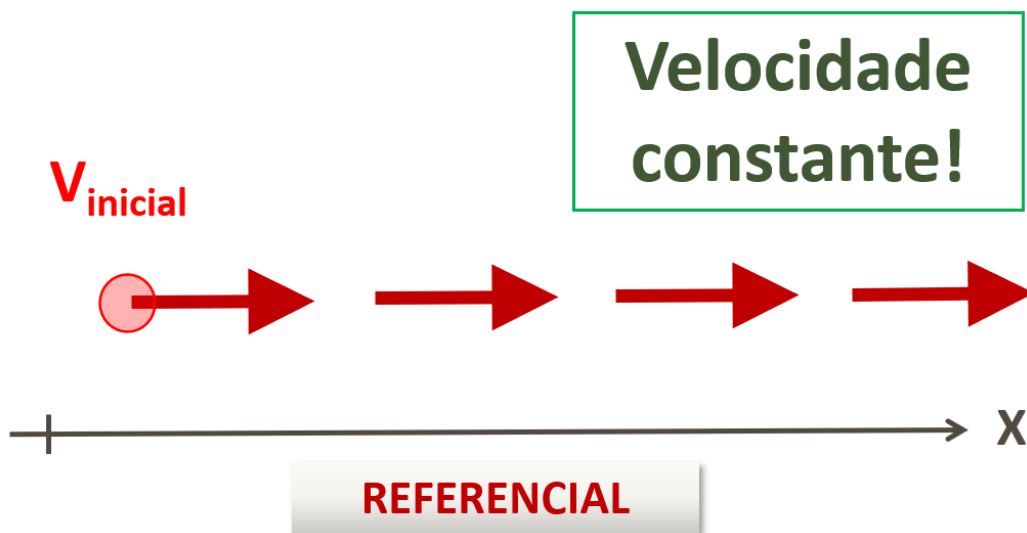 Velocidade
constante!
Vinicial
X
REFERENCIAL